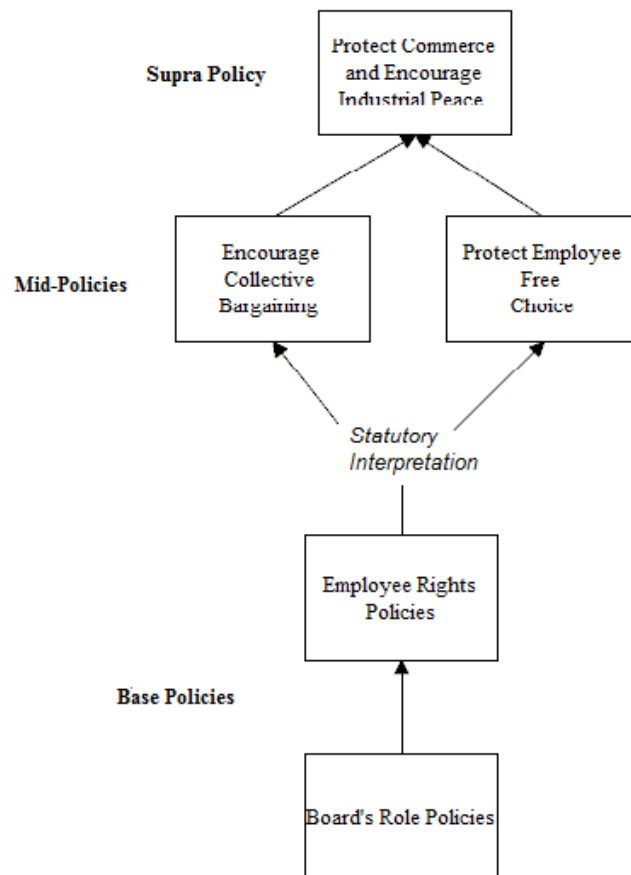 Protect Commerce
and Encourage
Industrial Peace
Supra Policy
Encourage
Collective
Bargaining
Protect Employee
Free
Choice
Mid-Policies
Statutory
Interpretation
Employee Rights
Policies
Base Policies
Board's Role Policies